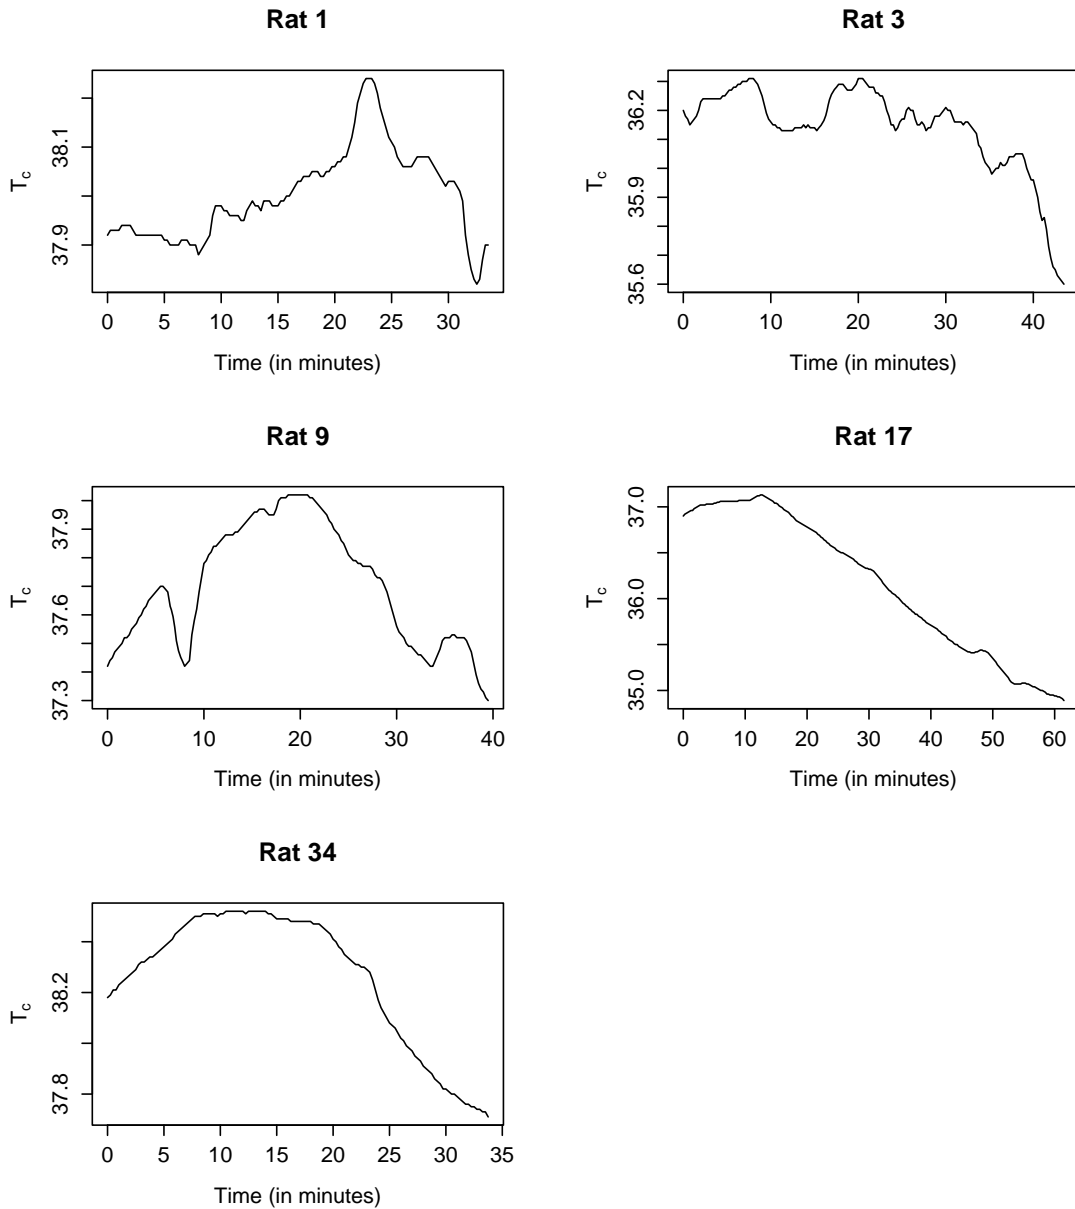 Rat 1
T_c
38.1
37.9
0 5 10 15 20 25 30
Time (in minutes)
Rat 3
T_c
36.2
35.9
35.6
0 10 20 30 40
Time (in minutes)
Rat 9
T_c
37.9
37.6
37.3
0 10 20 30 40
Time (in minutes)
Rat 17
T_c
37.0
36.0
35.0
0 10 20 30 40 50 60
Time (in minutes)
Rat 34
T_c
38.2
37.8
0 5 10 15 20 25 30 35
Time (in minutes)